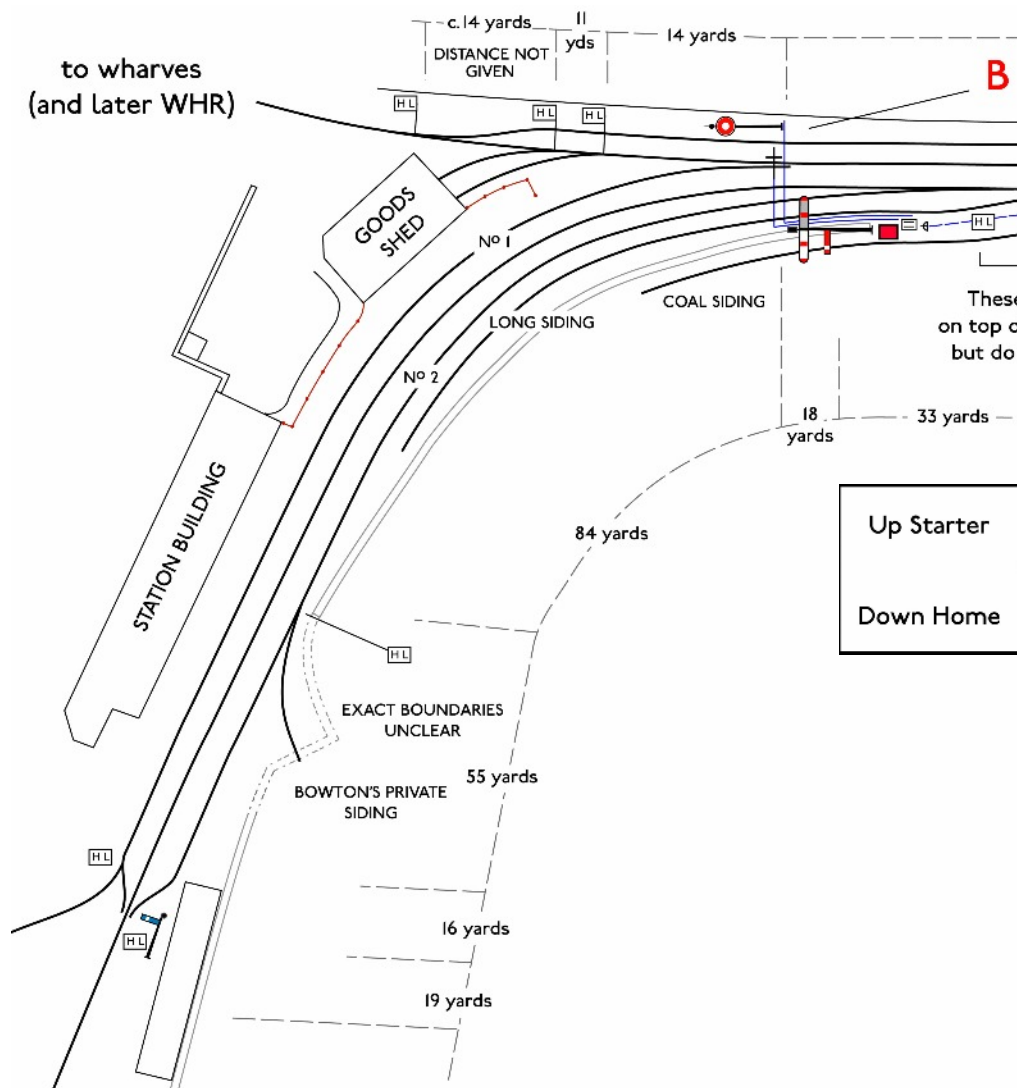 c.14 yards
11
yds
14 yards
DISTANCE NOT
GIVEN
to wharves
(and later WHR)
B
H L
H L
H L
GOODS
SHED
Nº 1
H L
COAL SIDING
LONG SIDING
These
on top o
but do
Nº 2
18
yards
33 yards
STATION BUILDING
84 yards
Up Starter
Down Home
H L
EXACT BOUNDARIES
UNCLEAR
55 yards
BOWTON'S PRIVATE
SIDING
H L
H L
16 yards
19 yards